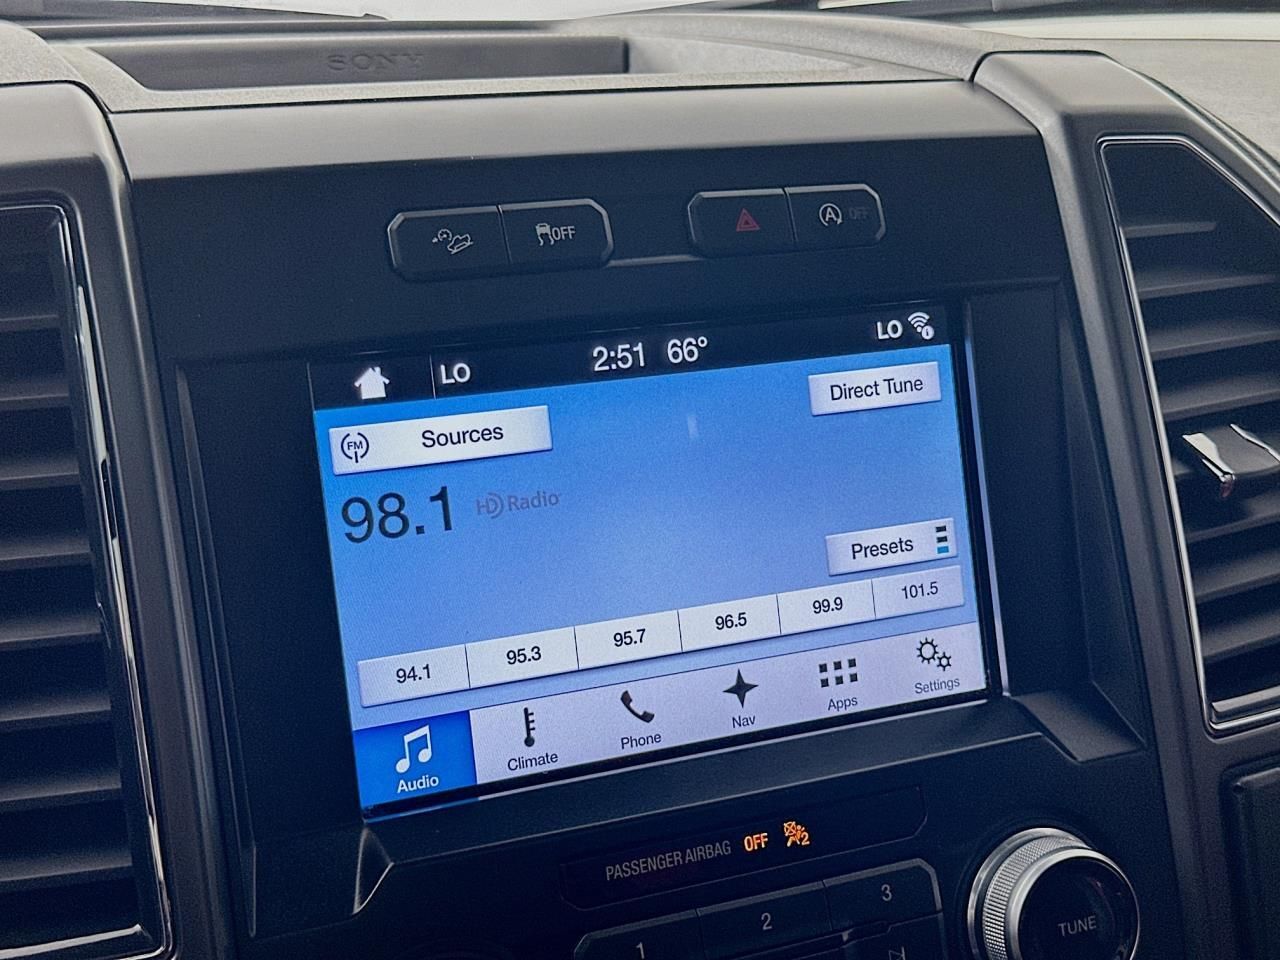 SONY
OFF
A OFF
LO 2:51 66° LO
FM Sources
Direct Tune
98.1 HD Radio
Presets
94.1 95.3 95.7 96.5 99.9 101.5
Audio Climate Phone Nav Apps Settings
PASSENGER AIRBAG OFF 2
1 2 3
TUNE